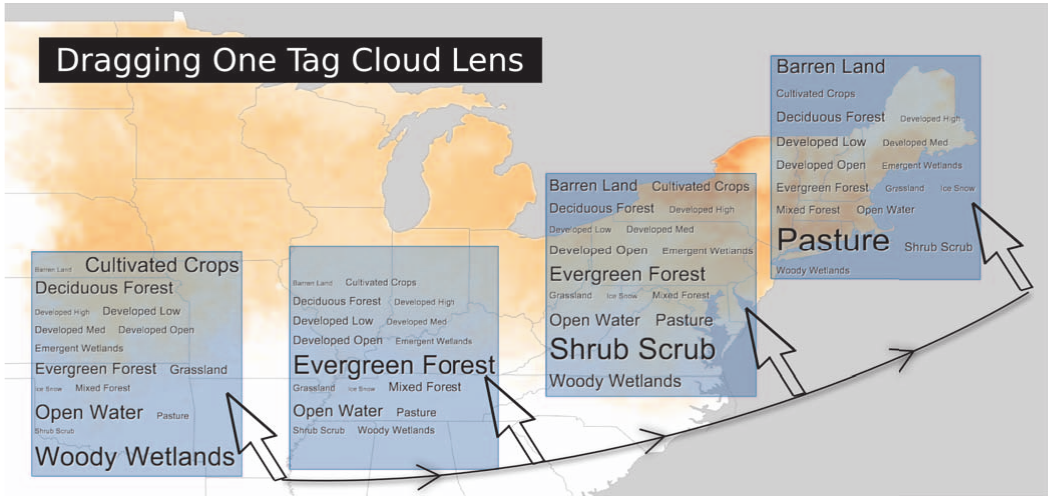 Dragging One Tag Cloud Lens
Barren Land Cultivated Crops
Deciduous Forest
Developed High Developed Low
Developed Med Developed Open
Emergent Wetlands
Evergreen Forest Grassland
Ice Snow Mixed Forest
Open Water Pasture
Shrub Scrub
Woody Wetlands
Barren Land Cultivated Crops
Deciduous Forest Developed High
Developed Low Developed Med
Developed Open Emergent Wetlands
Evergreen Forest
Grassland Ice Snow Mixed Forest
Open Water Pasture
Shrub Scrub Woody Wetlands
Barren Land Cultivated Crops
Deciduous Forest Developed High
Developed Low Developed Med
Developed Open Emergent Wetlands
Evergreen Forest
Grassland Ice Snow Mixed Forest
Open Water Pasture
Shrub Scrub
Woody Wetlands
Barren Land
Cultivated Crops
Deciduous Forest Developed High
Developed Low Developed Med
Developed Open Emergent Wetlands
Evergreen Forest Grassland Ice Snow
Mixed Forest Open Water
Pasture Shrub Scrub
Woody Wetlands